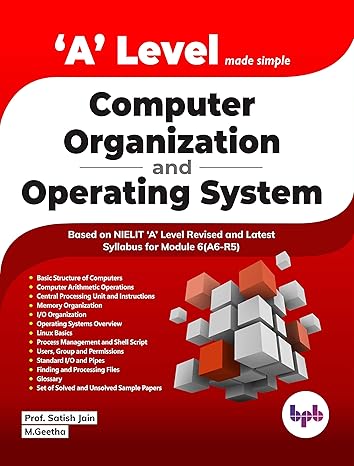 'A' Level made simple
Computer
Organization
and
Operating System
Based on NIELIT 'A' Level Revised and Latest
Syllabus for Module 6(A6-R5)
• Basic Structure of Computers
• Computer Arithmetic Operations
• Central Processing Unit and Instructions
• Memory Organization
• I/O Organization
• Operating Systems Overview
• Linux Basics
• Process Management and Shell Script
• Users, Group and Permissions
• Standard I/O and Pipes
• Finding and Processing Files
• Glossary
• Set of Solved and Unsolved Sample Papers
Prof. Satish Jain
M.Geetha
bpb